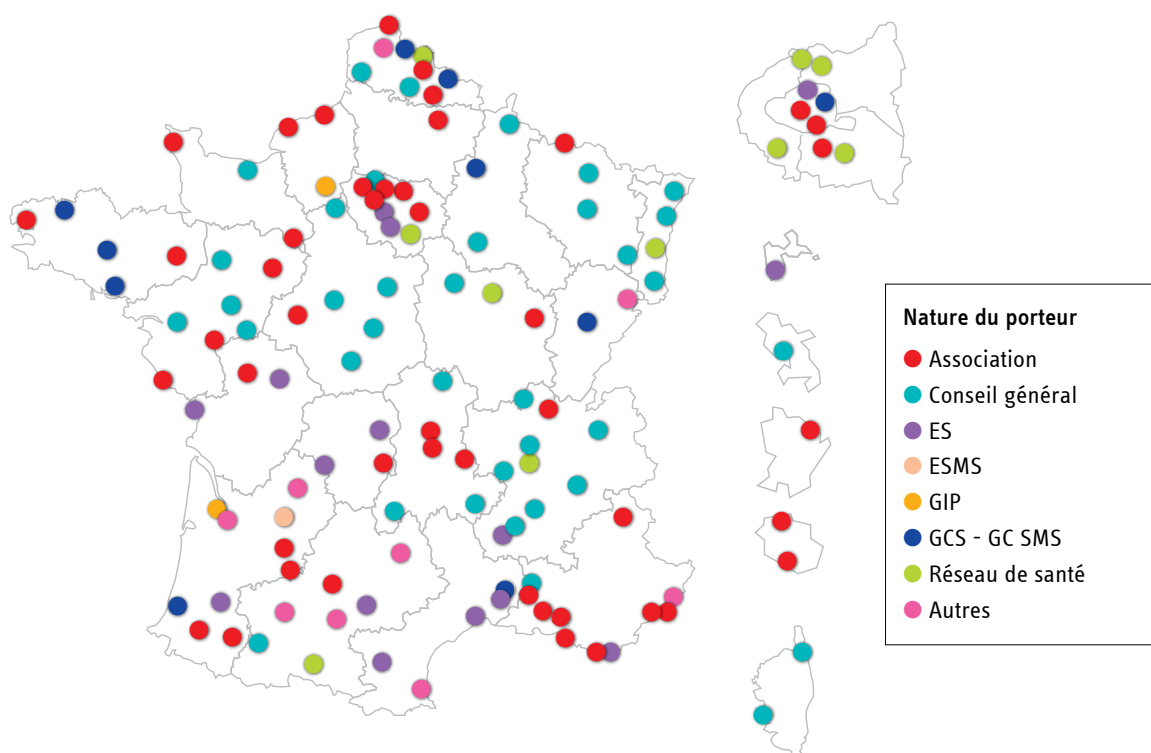 Nature du porteur
Association
Conseil général
ES
ESMS
GIP
GCS - GC SMS
Réseau de santé
Autres